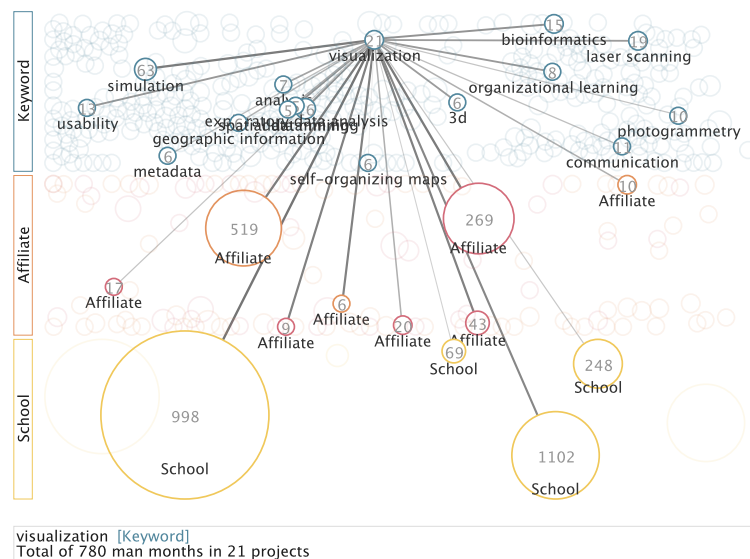 Keyword
21
visualization
15
bioinformatics
19
laser scanning
63
simulation
8
organizational learning
7
13
usability
6
3d
10
photogrammetry
exploratory data analysis
geographic information
11
communication
6
metadata
6
self-organizing maps
Affiliate
10
Affiliate
519
Affiliate
269
Affiliate
17
Affiliate
6
Affiliate
9
Affiliate
20
Affiliate
43
Affiliate
School
69
School
248
School
998
School
1102
School
visualization [Keyword]
Total of 780 man months in 21 projects